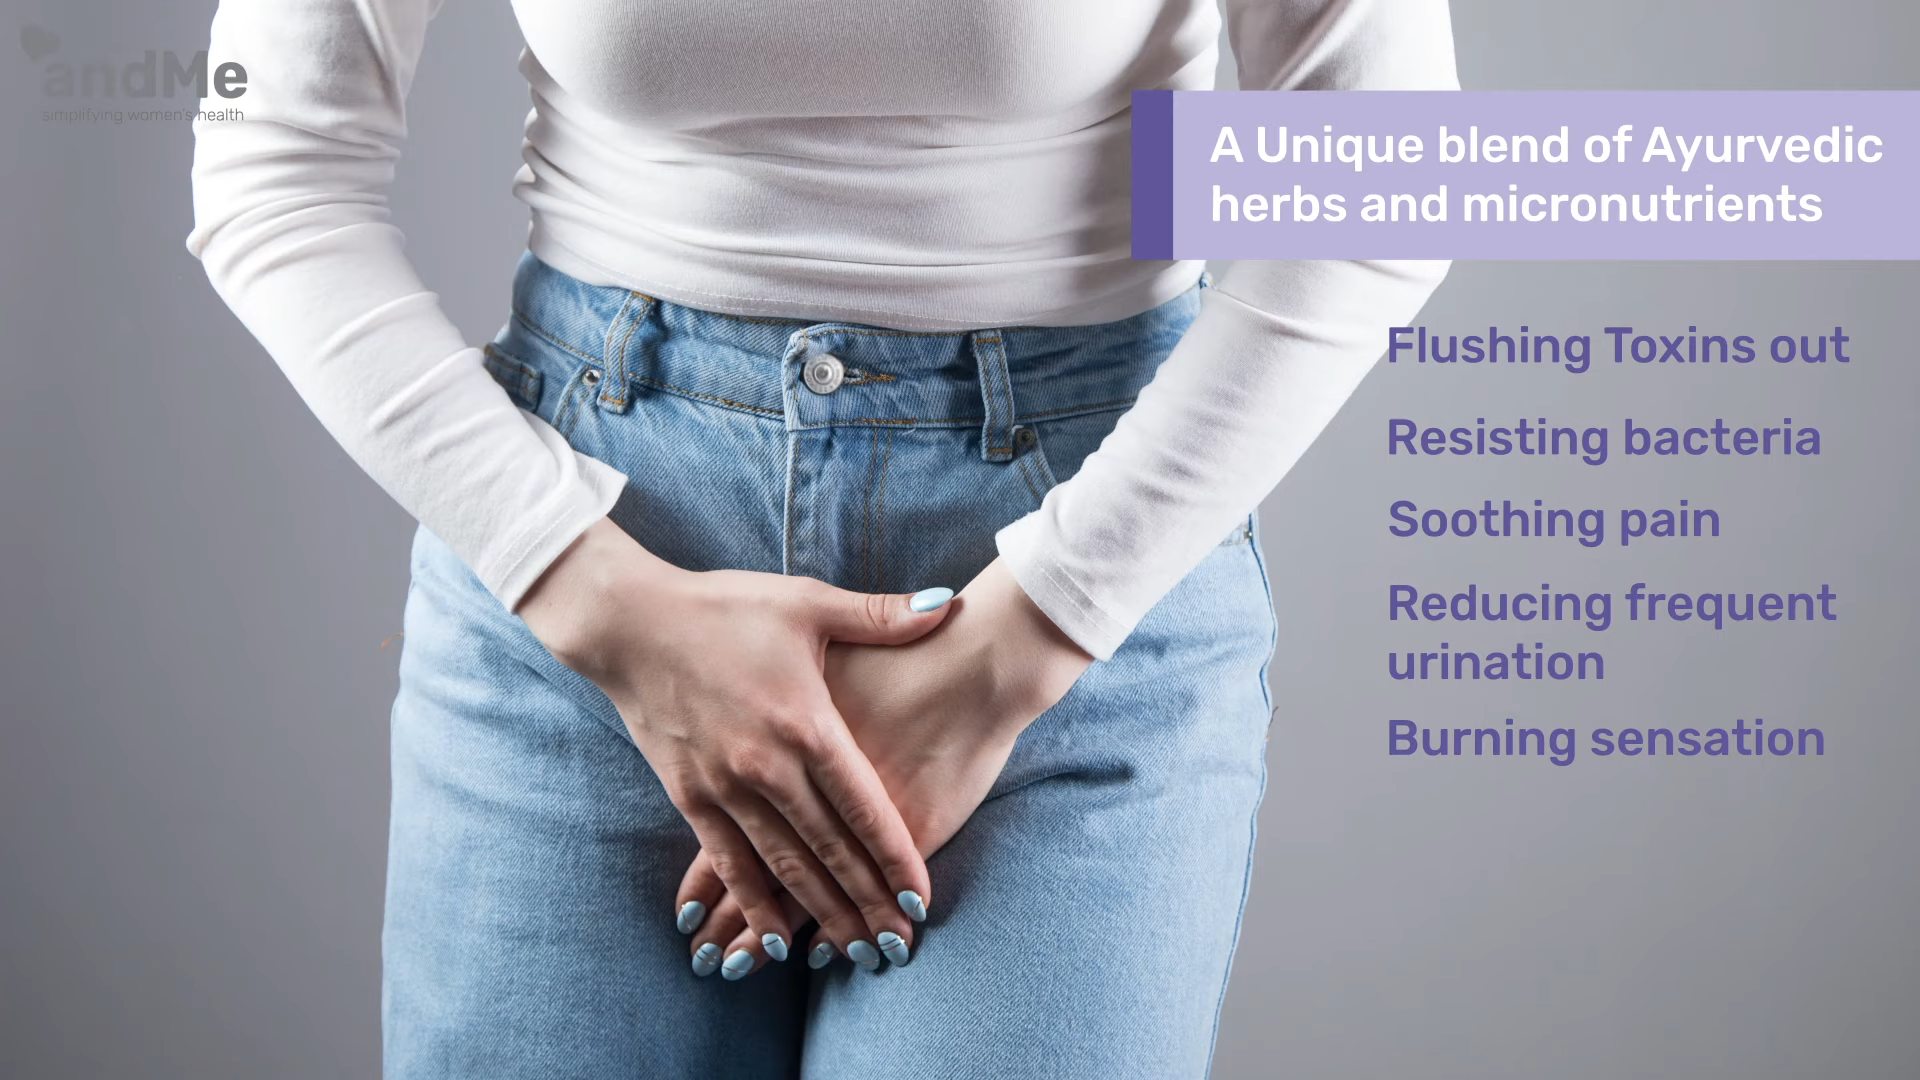 andMe
simplifying women's health
A Unique blend of Ayurvedic
herbs and micronutrients
Flushing Toxins out
Resisting bacteria
Soothing pain
Reducing frequent
urination
Burning sensation